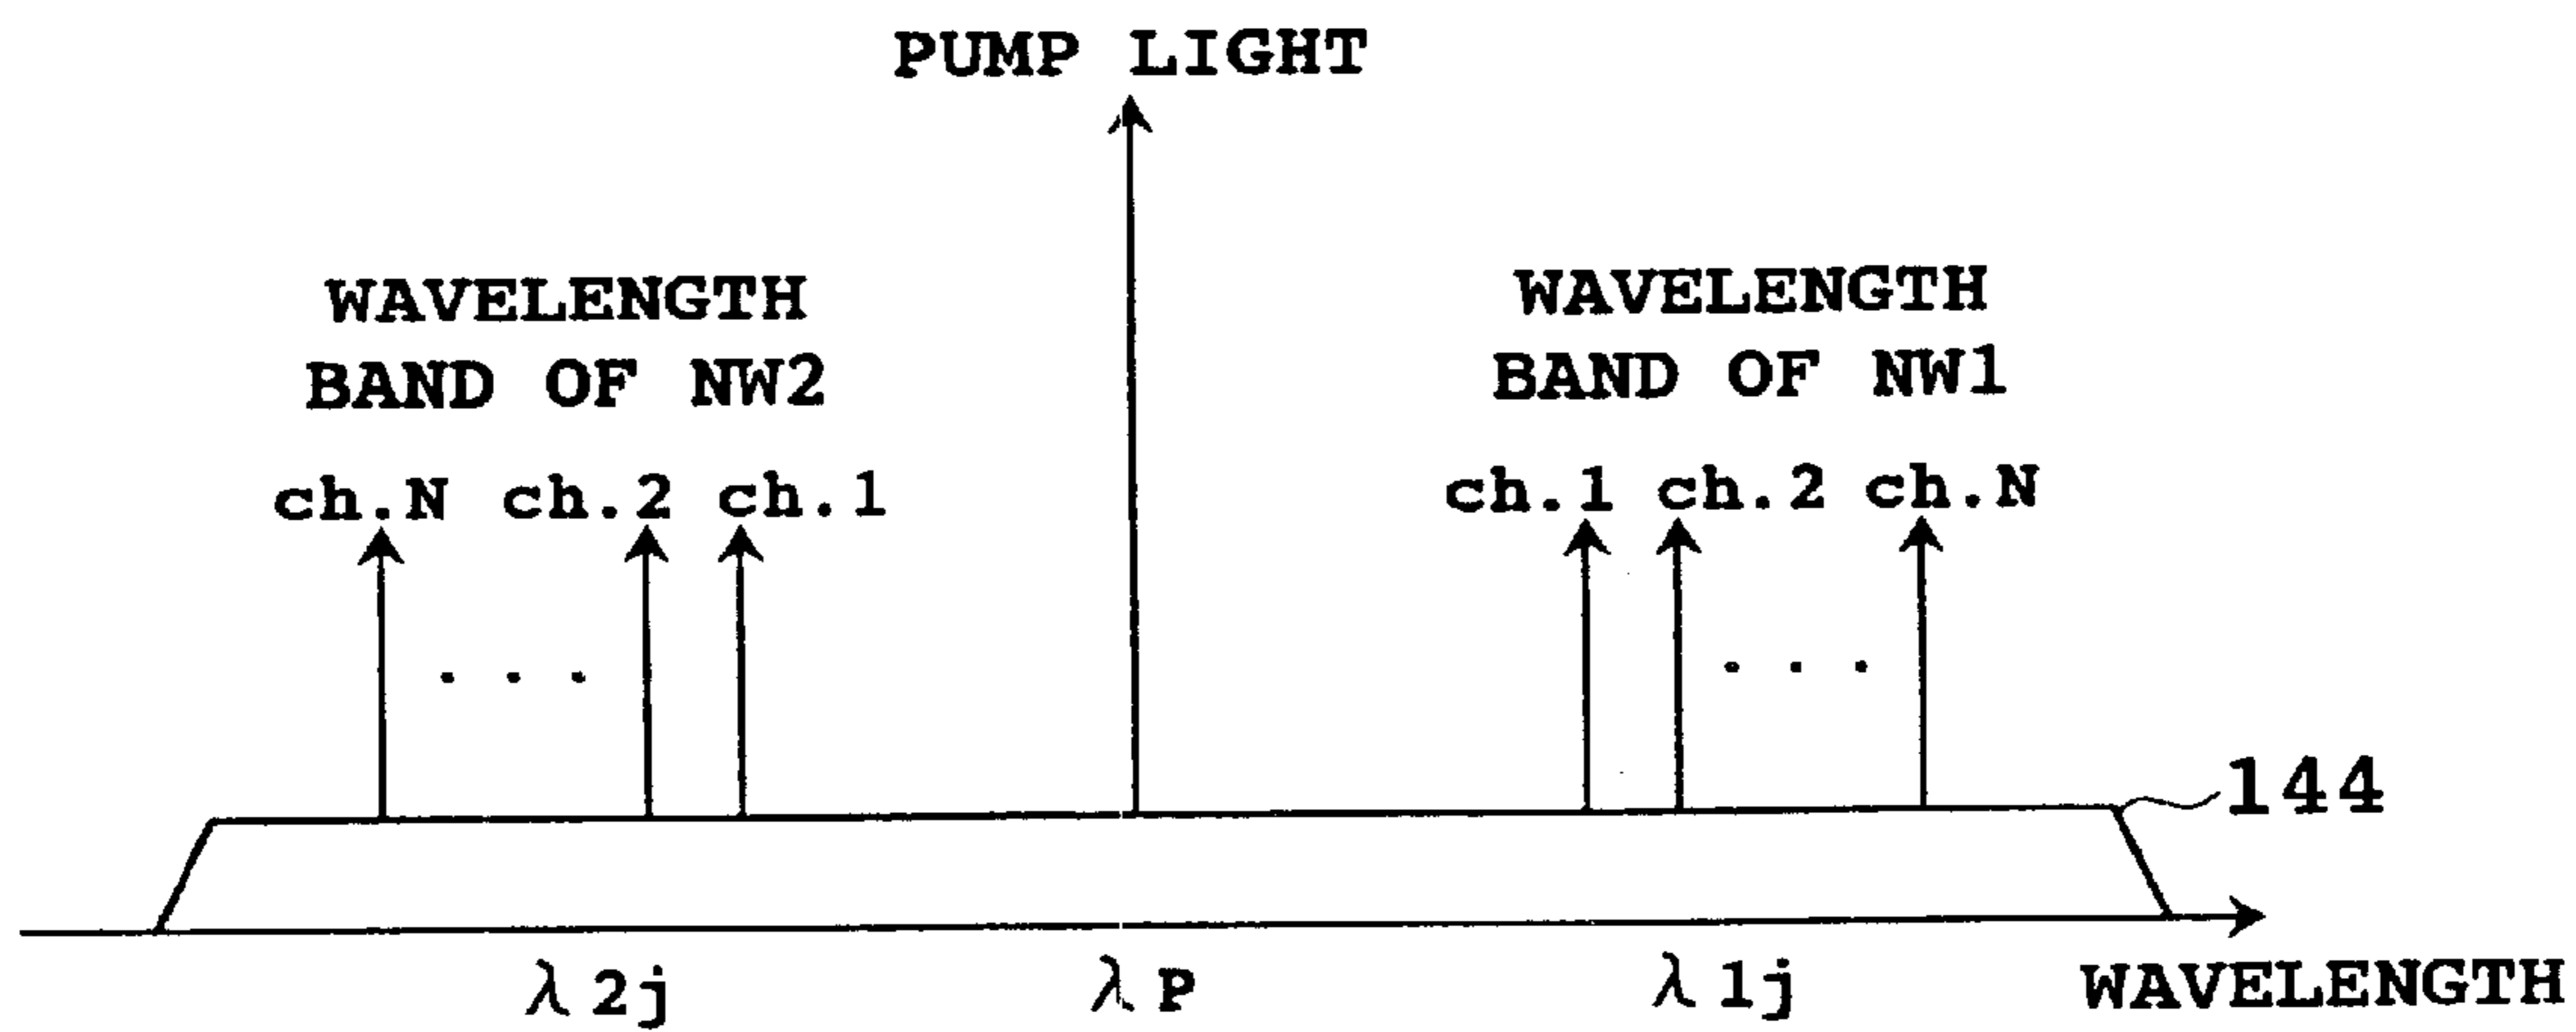 PUMP LIGHT
WAVELENGTH
BAND OF NW2
WAVELENGTH
BAND OF NW1
ch.N ch.2 ch.1
ch.1 ch.2 ch.N
. . .
. . .
144
λ2j
λP
λ1j
WAVELENGTH